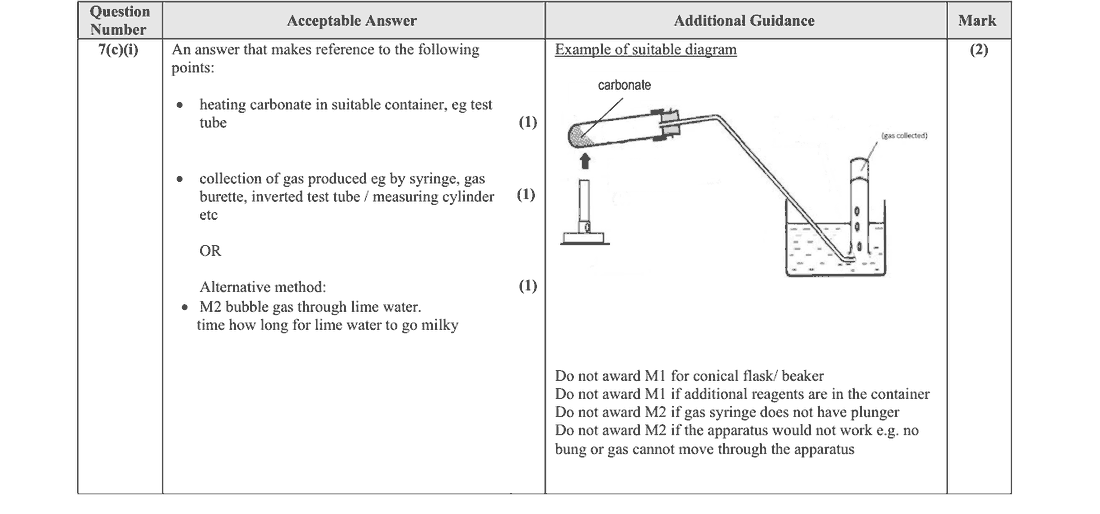 Question Number
Acceptable Answer
Additional Guidance
Mark
7(c)(i)
An answer that makes reference to the following
points:
• heating carbonate in suitable container, eg test
tube
(1)
• collection of gas produced eg by syringe, gas
burette, inverted test tube / measuring cylinder
etc
(1)
OR
Alternative method:
(1)
• M2 bubble gas through lime water.
time how long for lime water to go milky
Example of suitable diagram
carbonate
(gas collected)
Do not award M1 for conical flask/ beaker
Do not award M1 if additional reagents are in the container
Do not award M2 if gas syringe does not have plunger
Do not award M2 if the apparatus would not work e.g. no
bung or gas cannot move through the apparatus
(2)